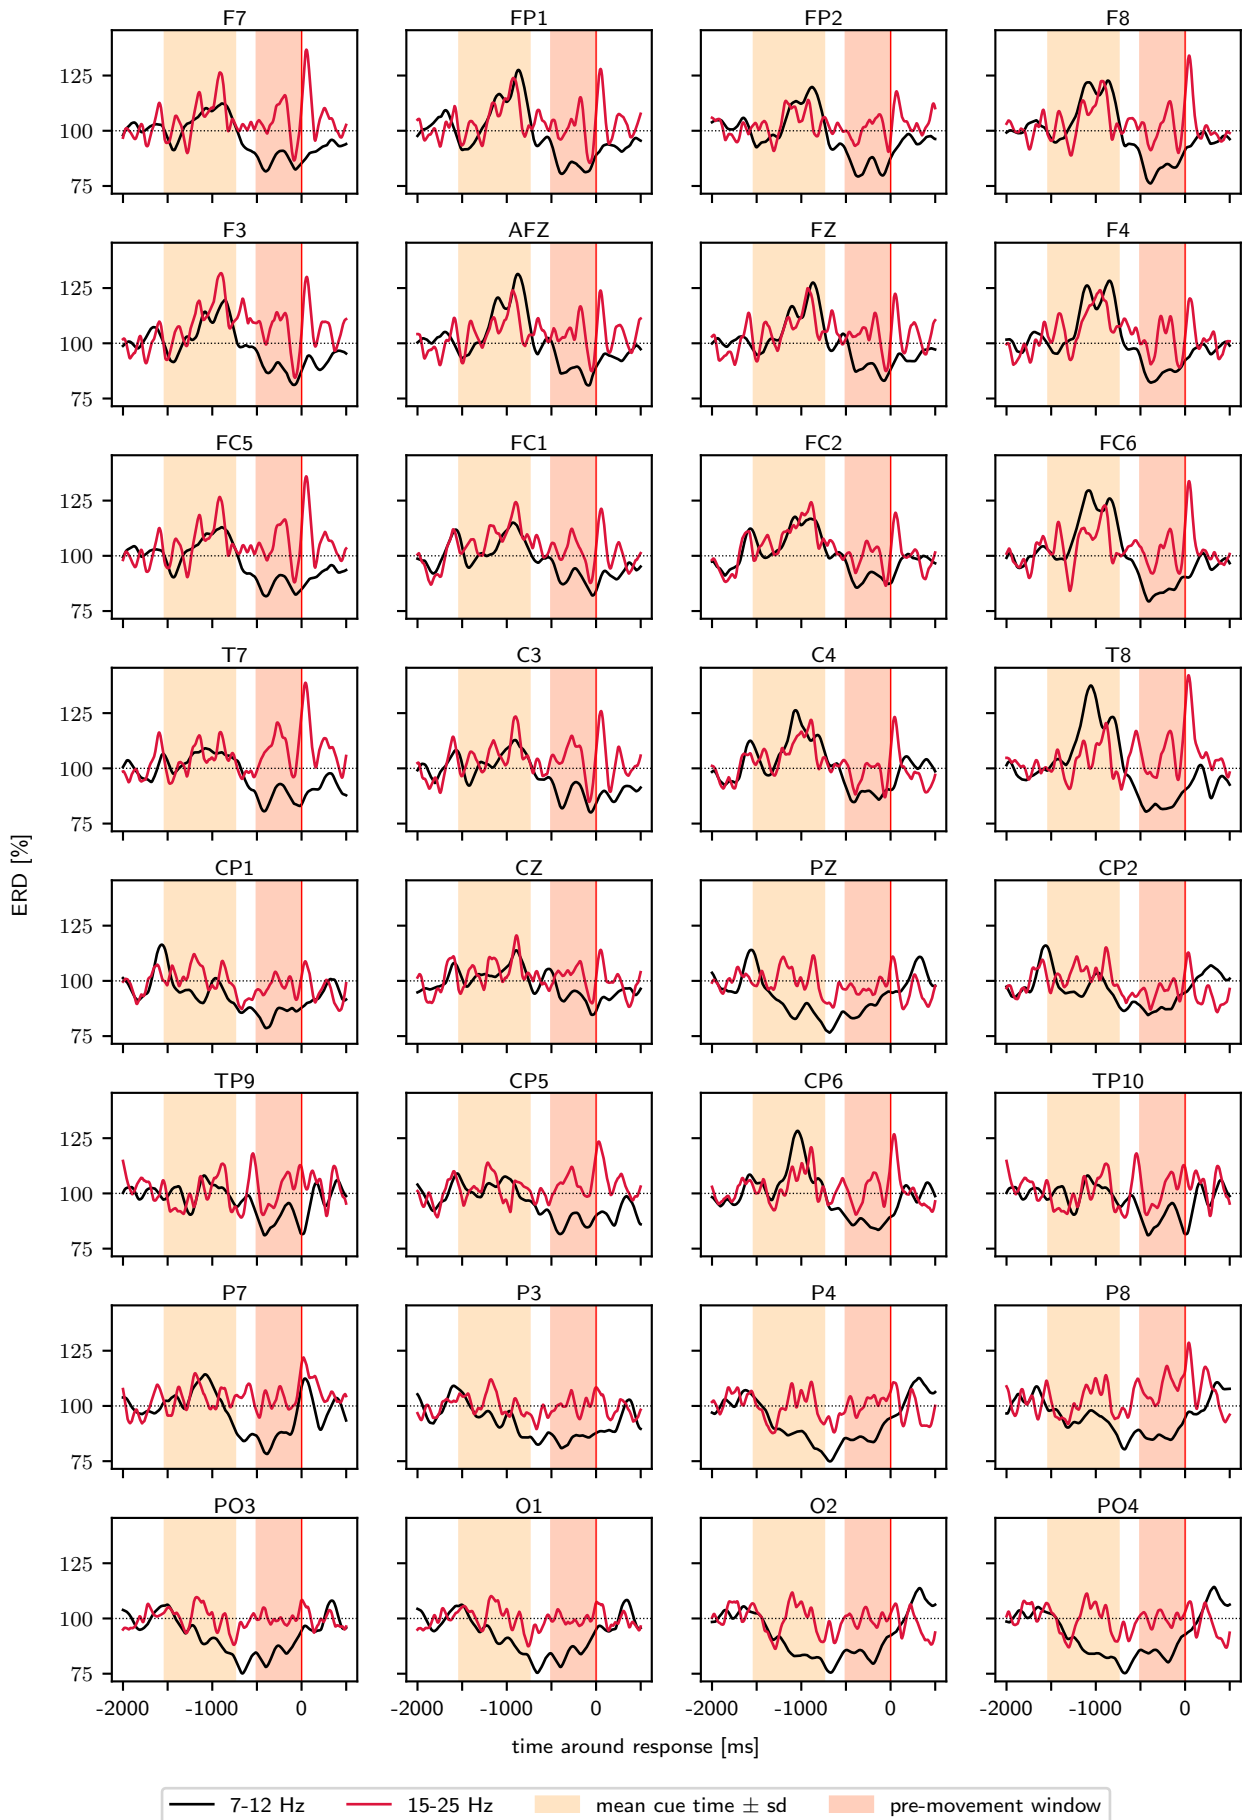 F7 FP1 FP2 F8
125
100
75
F3 AFZ FZ F4
125
100
75
FC5 FC1 FC2 FC6
125
100
75
T7 C3 C4 T8
125
100
75
ERD [%]
CP1 CZ PZ CP2
125
100
75
TP9 CP5 CP6 TP10
125
100
75
P7 P3 P4 P8
125
100
75
PO3 O1 O2 PO4
125
100
75
-2000 -1000 0 -2000 -1000 0 -2000 -1000 0 -2000 -1000 0
time around response [ms]
7-12 Hz 15-25 Hz mean cue time ± sd pre-movement window